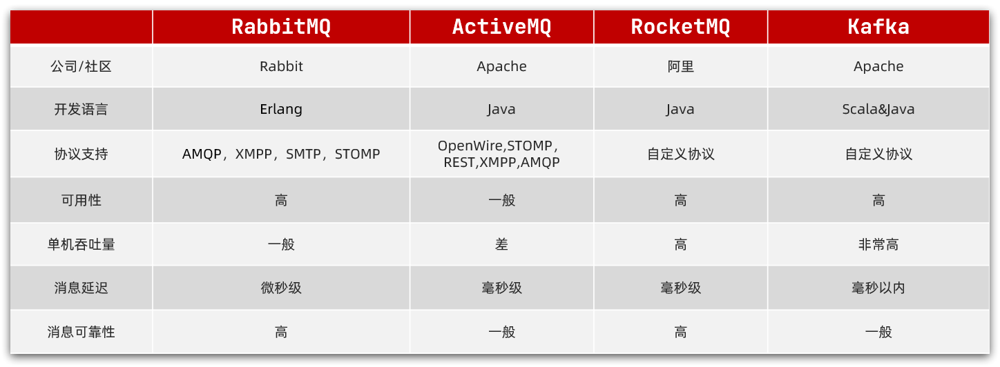 RabbitMQ ActiveMQ RocketMQ Kafka
公司/社区 Rabbit Apache 阿里 Apache
开发语言 Erlang Java Java Scala&Java
协议支持 AMQP，XMPP，SMTP，STOMP OpenWire,STOMP， 自定义协议 自定义协议
REST,XMPP,AMQP
可用性 高 一般 高 高
单机吞吐量 一般 差 高 非常高
消息延迟 微秒级 毫秒级 毫秒级 毫秒以内
消息可靠性 高 一般 高 一般